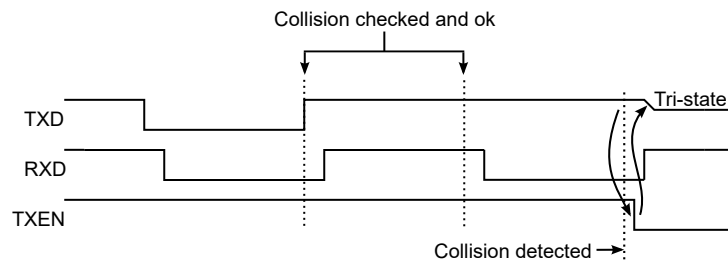 Collision checked and ok
Tri-state
TXD
RXD
TXEN
Collision detected